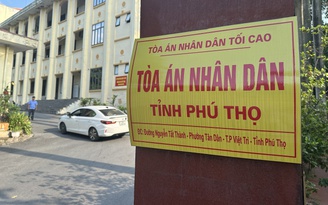 TÒA ÁN NHÂN DÂN TỐI CAO
TÒA ÁN NHÂN DÂN
TỈNH PHÚ THỌ
ĐC: Đường Nguyễn Tất Thành - Phường Tân Dân - T.P Việt Trì - Tỉnh Phú Thọ